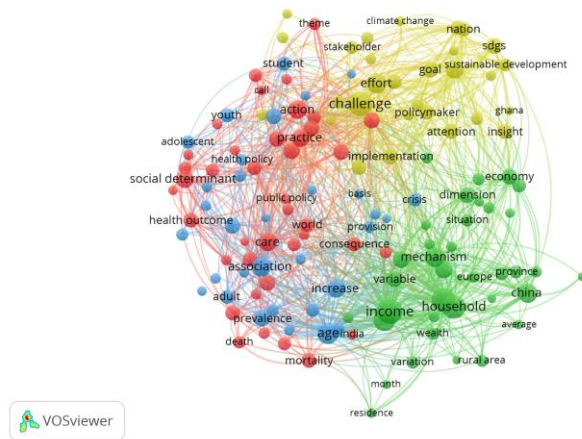 theme
climate change
nation
stakeholder
sdgs
student
goal
sustainable development
effort
call
action
challenge
youth
policymaker
ghana
practice
attention
insight
adolescent
implementation
health policy
social determinant
economy
basis
crisis
dimension
public policy
health outcome
world
provision
situation
care
consequence
mechanism
association
variable
europe
province
increase
china
adult
household
prevalence
income
age
india
wealth
average
death
mortality
variation
rural area
month
residence
VOSviewer